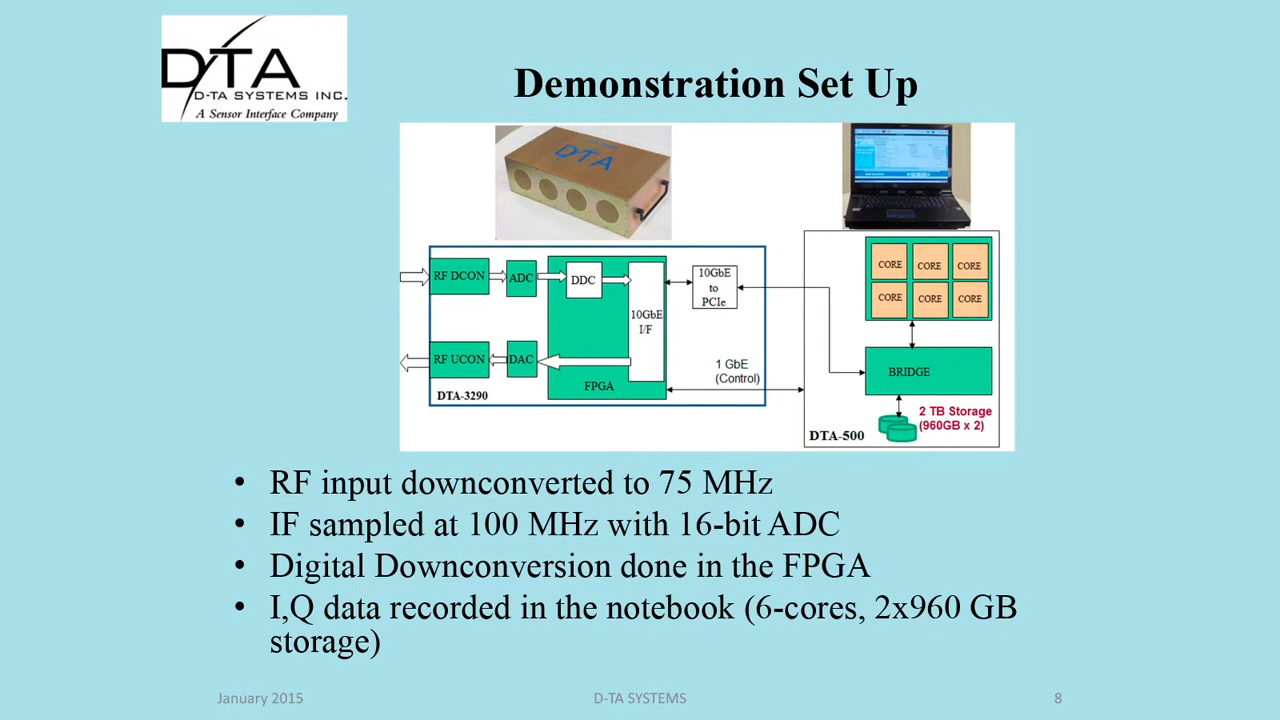 DTA
D-TA SYSTEMS INC.
A Sensor Interface Company
Demonstration Set Up
DTA
RF DCON
ADC
DDC
10GbE
I/F
10GbE
to
PCIe
RF UCON
DAC
FPGA
1 GbE
(Control)
DTA-3290
CORE CORE CORE
CORE CORE CORE
BRIDGE
2 TB Storage
(960GB x 2)
DTA-500
• RF input downconverted to 75 MHz
• IF sampled at 100 MHz with 16-bit ADC
• Digital Downconversion done in the FPGA
• I,Q data recorded in the notebook (6-cores, 2x960 GB
storage)
January 2015
D-TA SYSTEMS
8